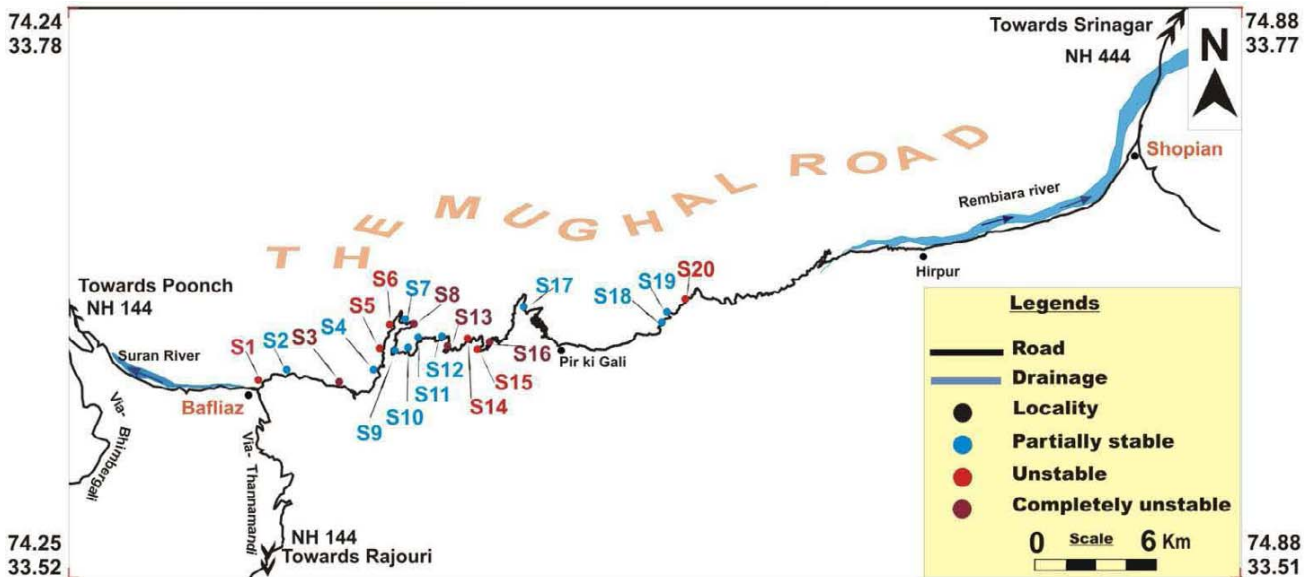 74.24
33.78
74.88
33.77
Towards Srinagar
NH 444
N
THE MUGHAL ROAD
Shopian
Rembiara river
Hirpur
Towards Poonch
NH 144
Suran River
Bafliaz
Via- Bhimbergali
Via- Thannamandi
NH 144
Towards Rajouri
S1
S2
S3
S4
S5
S6
S7
S8
S9
S10
S11
S12
S13
S14
S15
S16
S17
S18
S19
S20
Pir ki Gali
Legends
Road
Drainage
Locality
Partially stable
Unstable
Completely unstable
0 Scale 6 Km
74.25
33.52
74.88
33.51